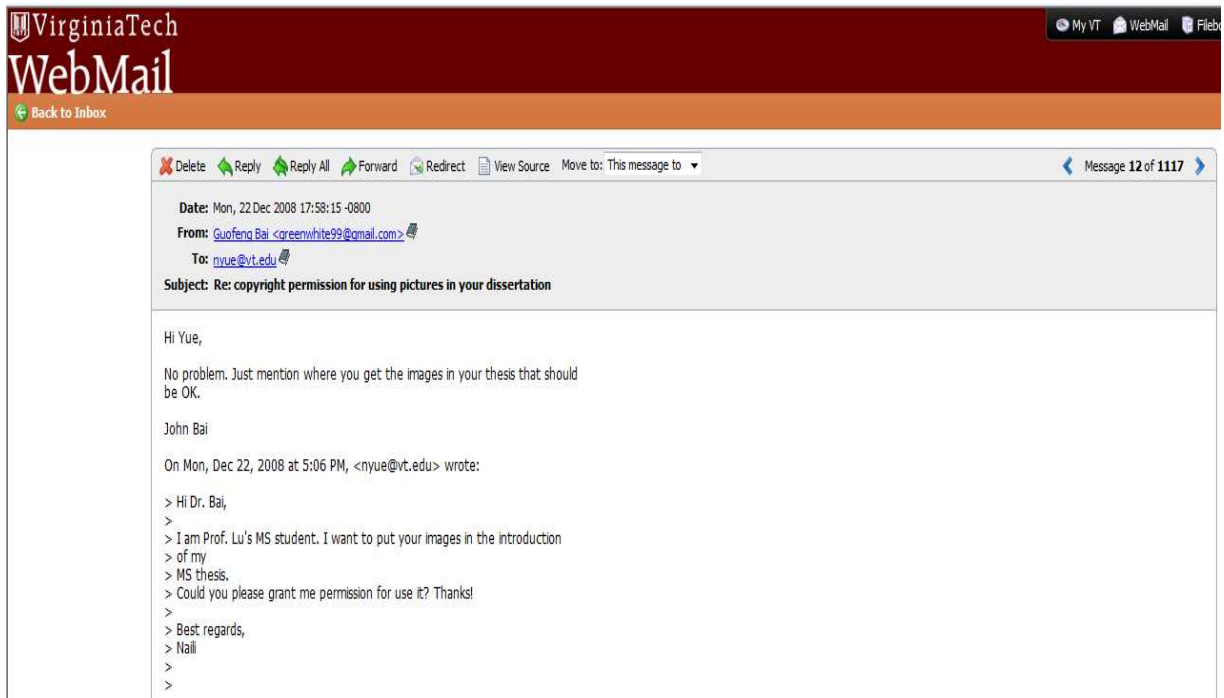 VirginiaTech
WebMail
My VT WebMail Filebo
Back to Inbox
Delete Reply Reply All Forward Redirect View Source Move to: This message to Message 12 of 1117
Date: Mon, 22 Dec 2008 17:58:15 -0800
From: Guofeng Bai <greenwhite99@gmail.com>
To: nyue@vt.edu
Subject: Re: copyright permission for using pictures in your dissertation
Hi Yue,
No problem. Just mention where you get the images in your thesis that should
be OK.
John Bai
On Mon, Dec 22, 2008 at 5:06 PM, <nyue@vt.edu> wrote:
> Hi Dr. Bai,
>
> I am Prof. Lu's MS student. I want to put your images in the introduction
> of my
> MS thesis.
> Could you please grant me permission for use it? Thanks!
>
> Best regards,
> Naili
>
>